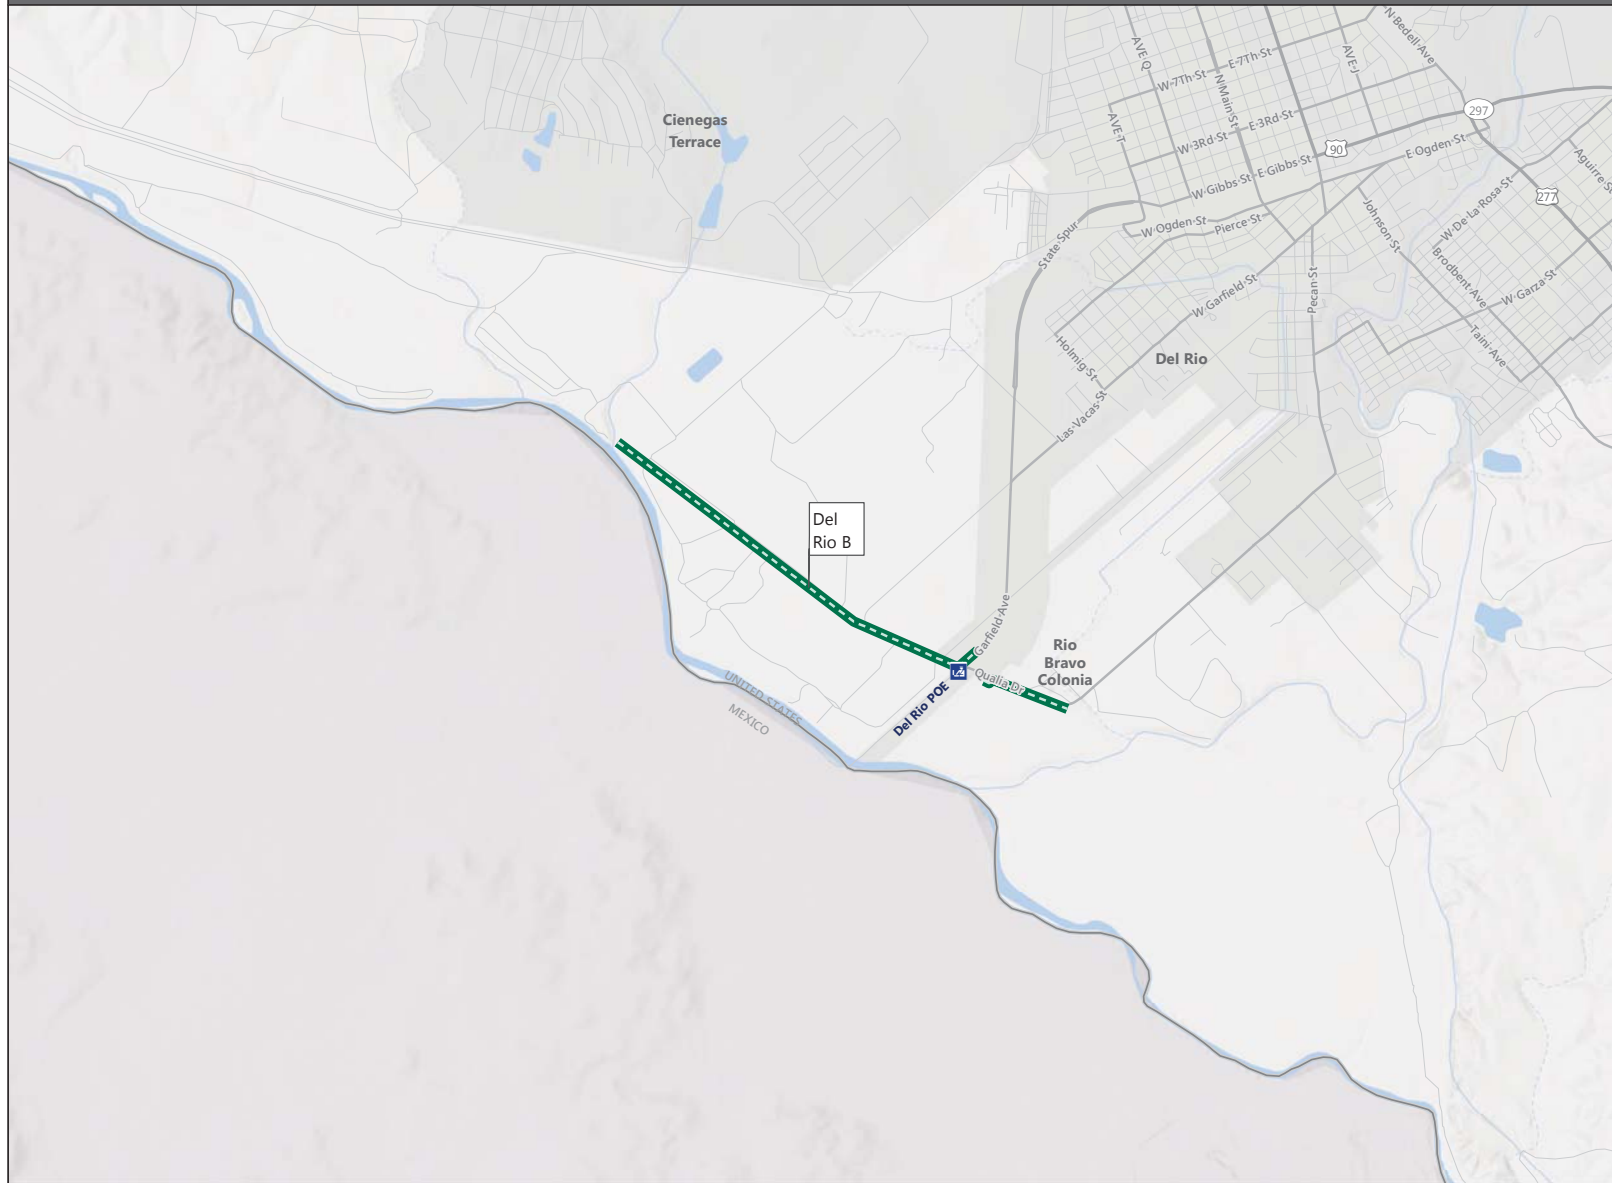 N-Bedell-Ave
AVE-Q
AVE-J
E-7Th-St
W-7Th-St
N-Main-St
297
Cienegas
Terrace
AVE-T
E-3Rd-St
W-3Rd-St
90
E-Ogden-St
Aguirre-S
E-Gibbs-St
W-Gibbs-St
277
W-De-La-Rosa-St
Johnson-St
W-Ogden-St
Pierce-St
State-Spur
Brodbent-Ave
Pecan-St
W-Garfield-St
W-Garza-St
Taini-Ave
Holmig-St
Del Rio
Las-Vacas-St
Del
Rio B
Garfield-Ave
Rio
Bravo
Colonia
Qualia-Dr
Del Rio POE
UNITED STATES
MEXICO